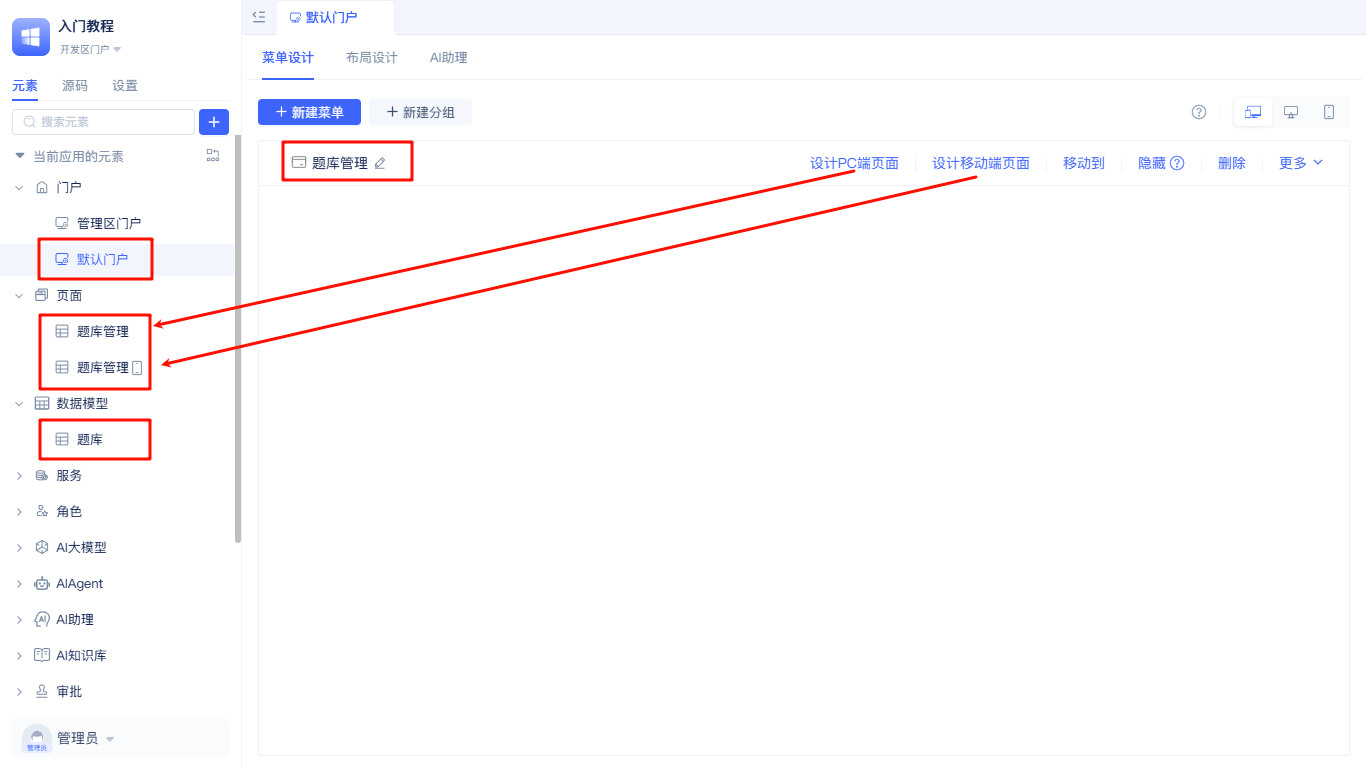 入门教程
开发区门户
元素 源码 设置
搜索元素
当前应用的元素
门户
管理区门户
默认门户
页面
题库管理
题库管理
数据模型
题库
服务
角色
AI大模型
AIAgent
AI助理
AI知识库
审批
管理员
管理员
默认门户
菜单设计 布局设计 AI助理
新建菜单 新建分组
题库管理 设计PC端页面 设计移动端页面 移动到 隐藏 删除 更多